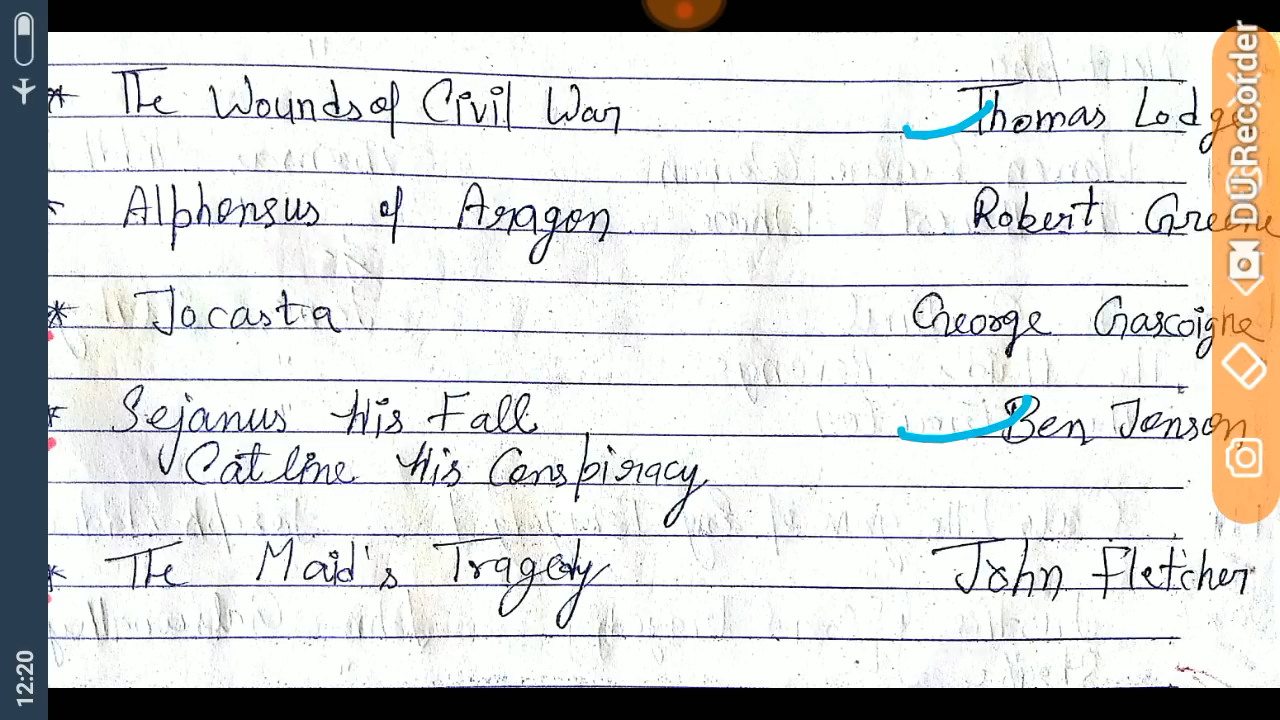 * The Wounds of Civil War Thomas Lodge
* Alphonsus of Aragon Robert Greene
* Jocasta George Gascoigne
* Sejanus His Fall Ben Jonson
Catline His Conspiracy
* The Maid's Tragedy John Fletcher
DU Recorder
12:20